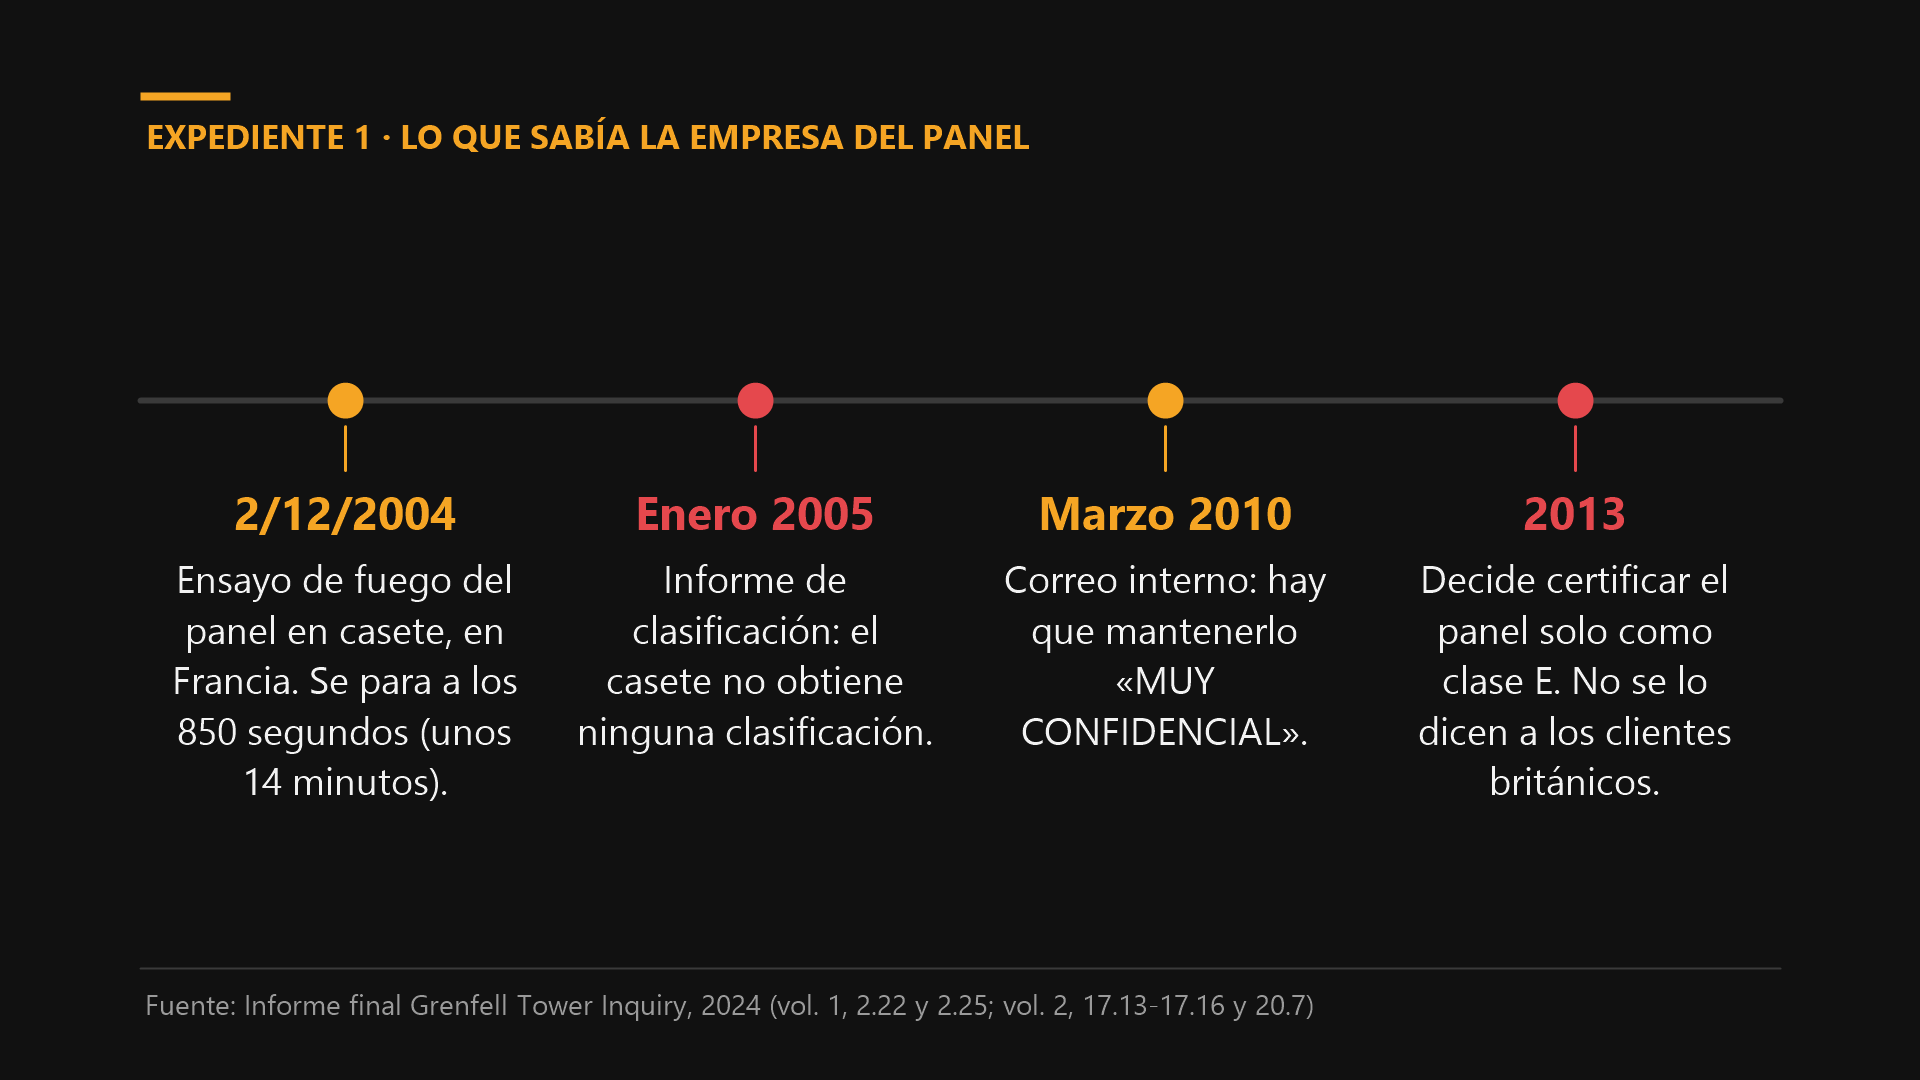 EXPEDIENTE 1 · LO QUE SABÍA LA EMPRESA DEL PANEL
2/12/2004
Ensayo de fuego del
panel en casete, en
Francia. Se para a los
850 segundos (unos
14 minutos).
Enero 2005
Informe de
clasificación: el
casete no obtiene
ninguna clasificación.
Marzo 2010
Correo interno: hay
que mantenerlo
«MUY
CONFIDENCIAL».
2013
Decide certificar el
panel solo como
clase E. No se lo
dicen a los clientes
británicos.
Fuente: Informe final Grenfell Tower Inquiry, 2024 (vol. 1, 2.22 y 2.25; vol. 2, 17.13-17.16 y 20.7)